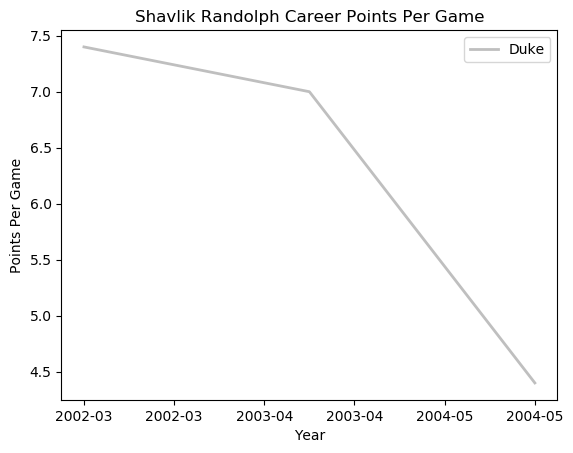 Shavlik Randolph Career Points Per Game
Duke
Points Per Game
7.5
7.0
6.5
6.0
5.5
5.0
4.5
2002-03 2002-03 2003-04 2003-04 2004-05 2004-05
Year